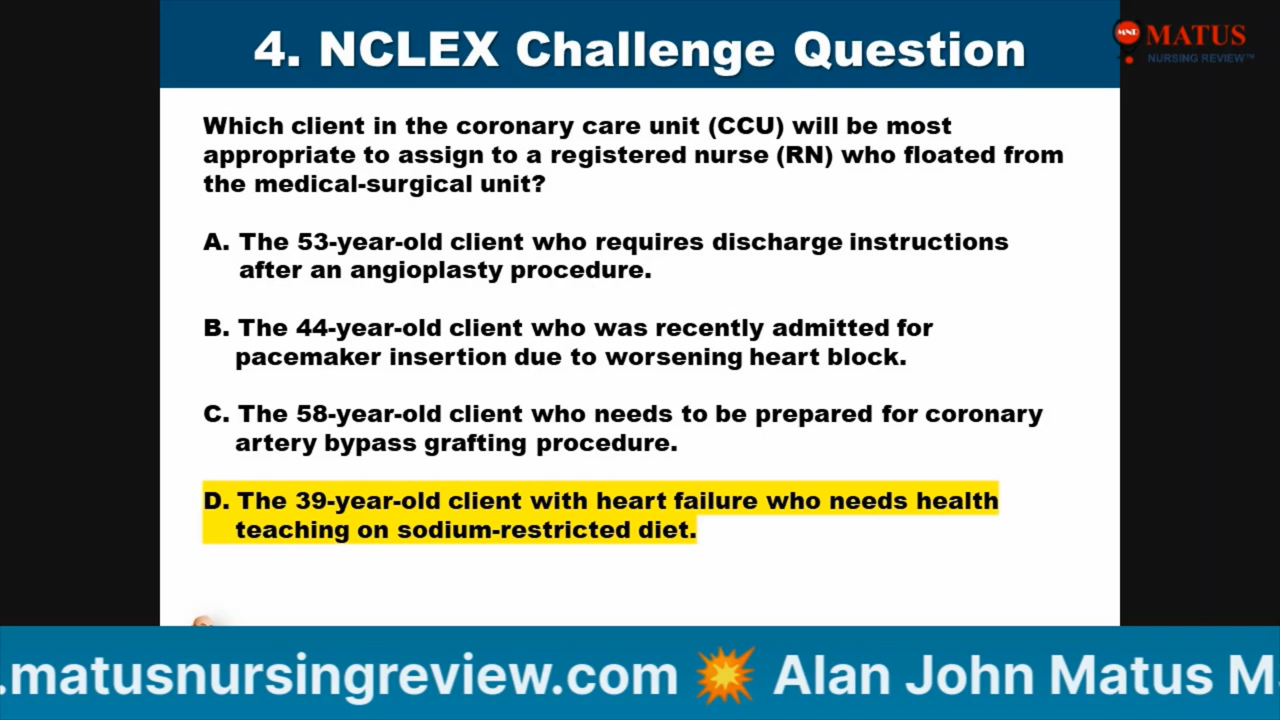 4. NCLEX Challenge Question
MNR MATUS
NURSING REVIEW™
Which client in the coronary care unit (CCU) will be most
appropriate to assign to a registered nurse (RN) who floated from
the medical-surgical unit?
A. The 53-year-old client who requires discharge instructions
after an angioplasty procedure.
B. The 44-year-old client who was recently admitted for
pacemaker insertion due to worsening heart block.
C. The 58-year-old client who needs to be prepared for coronary
artery bypass grafting procedure.
D. The 39-year-old client with heart failure who needs health
teaching on sodium-restricted diet.
.matusnursingreview.com 💥 Alan John Matus M